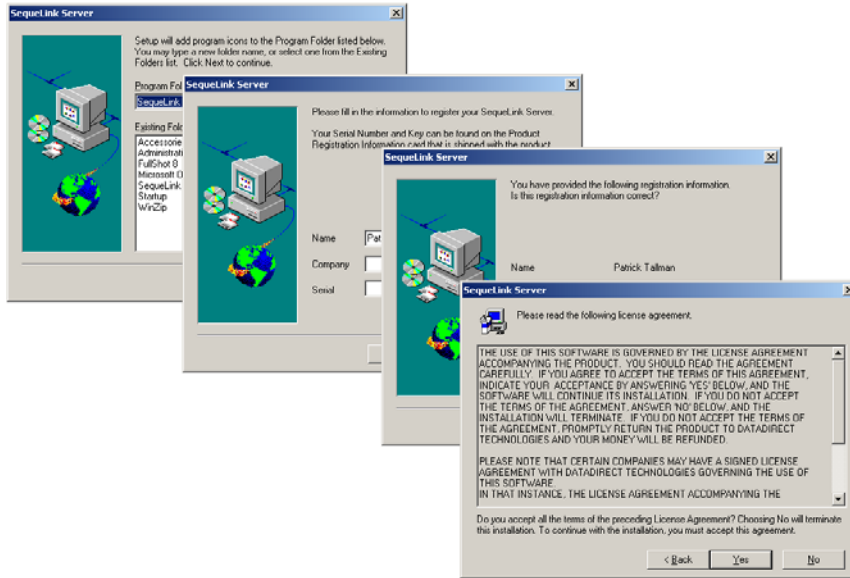 SequeLink Server
Setup will add program icons to the Program Folder listed below.
You may type a new folder name, or select one from the Existing
Folders list. Click Next to continue.
Program Fol
SequeLink
Existing Fold
Accessorie
Administrati
FullShot 8
Microsoft O
SequeLink
Startup
WinZip
SequeLink Server
Please fill in the information to register your SequeLink Server.
Your Serial Number and Key can be found on the Product
Registration Information card that is shipped with the product.
Name
Pat
Company
Serial
SequeLink Server
You have provided the following registration information.
Is this registration information correct?
Name Patrick Tallman
SequeLink Server
Please read the following license agreement.
THE USE OF THIS SOFTWARE IS GOVERNED BY THE LICENSE AGREEMENT
ACCOMPANYING THE PRODUCT. YOU SHOULD READ THE AGREEMENT
CAREFULLY. IF YOU AGREE TO ACCEPT THE TERMS OF THIS AGREEMENT,
INDICATE YOUR ACCEPTANCE BY ANSWERING 'YES' BELOW, AND THE
SOFTWARE WILL CONTINUE ITS INSTALLATION. IF YOU DO NOT ACCEPT
THE TERMS OF THE AGREEMENT, ANSWER 'NO' BELOW, AND THE
INSTALLATION WILL TERMINATE. IF YOU DO NOT ACCEPT THE TERMS OF
THE AGREEMENT, PROMPTLY RETURN THE PRODUCT TO DATADIRECT
TECHNOLOGIES AND YOUR MONEY WILL BE REFUNDED.
PLEASE NOTE THAT CERTAIN COMPANIES MAY HAVE A SIGNED LICENSE
AGREEMENT WITH DATADIRECT TECHNOLOGIES GOVERNING THE USE OF
THIS SOFTWARE.
IN THAT INSTANCE, THE LICENSE AGREEMENT ACCOMPANYING THE
Do you accept all the terms of the preceding License Agreement? Choosing No will terminate
this installation. To continue with the installation, you must accept this agreement.
< Back Yes No